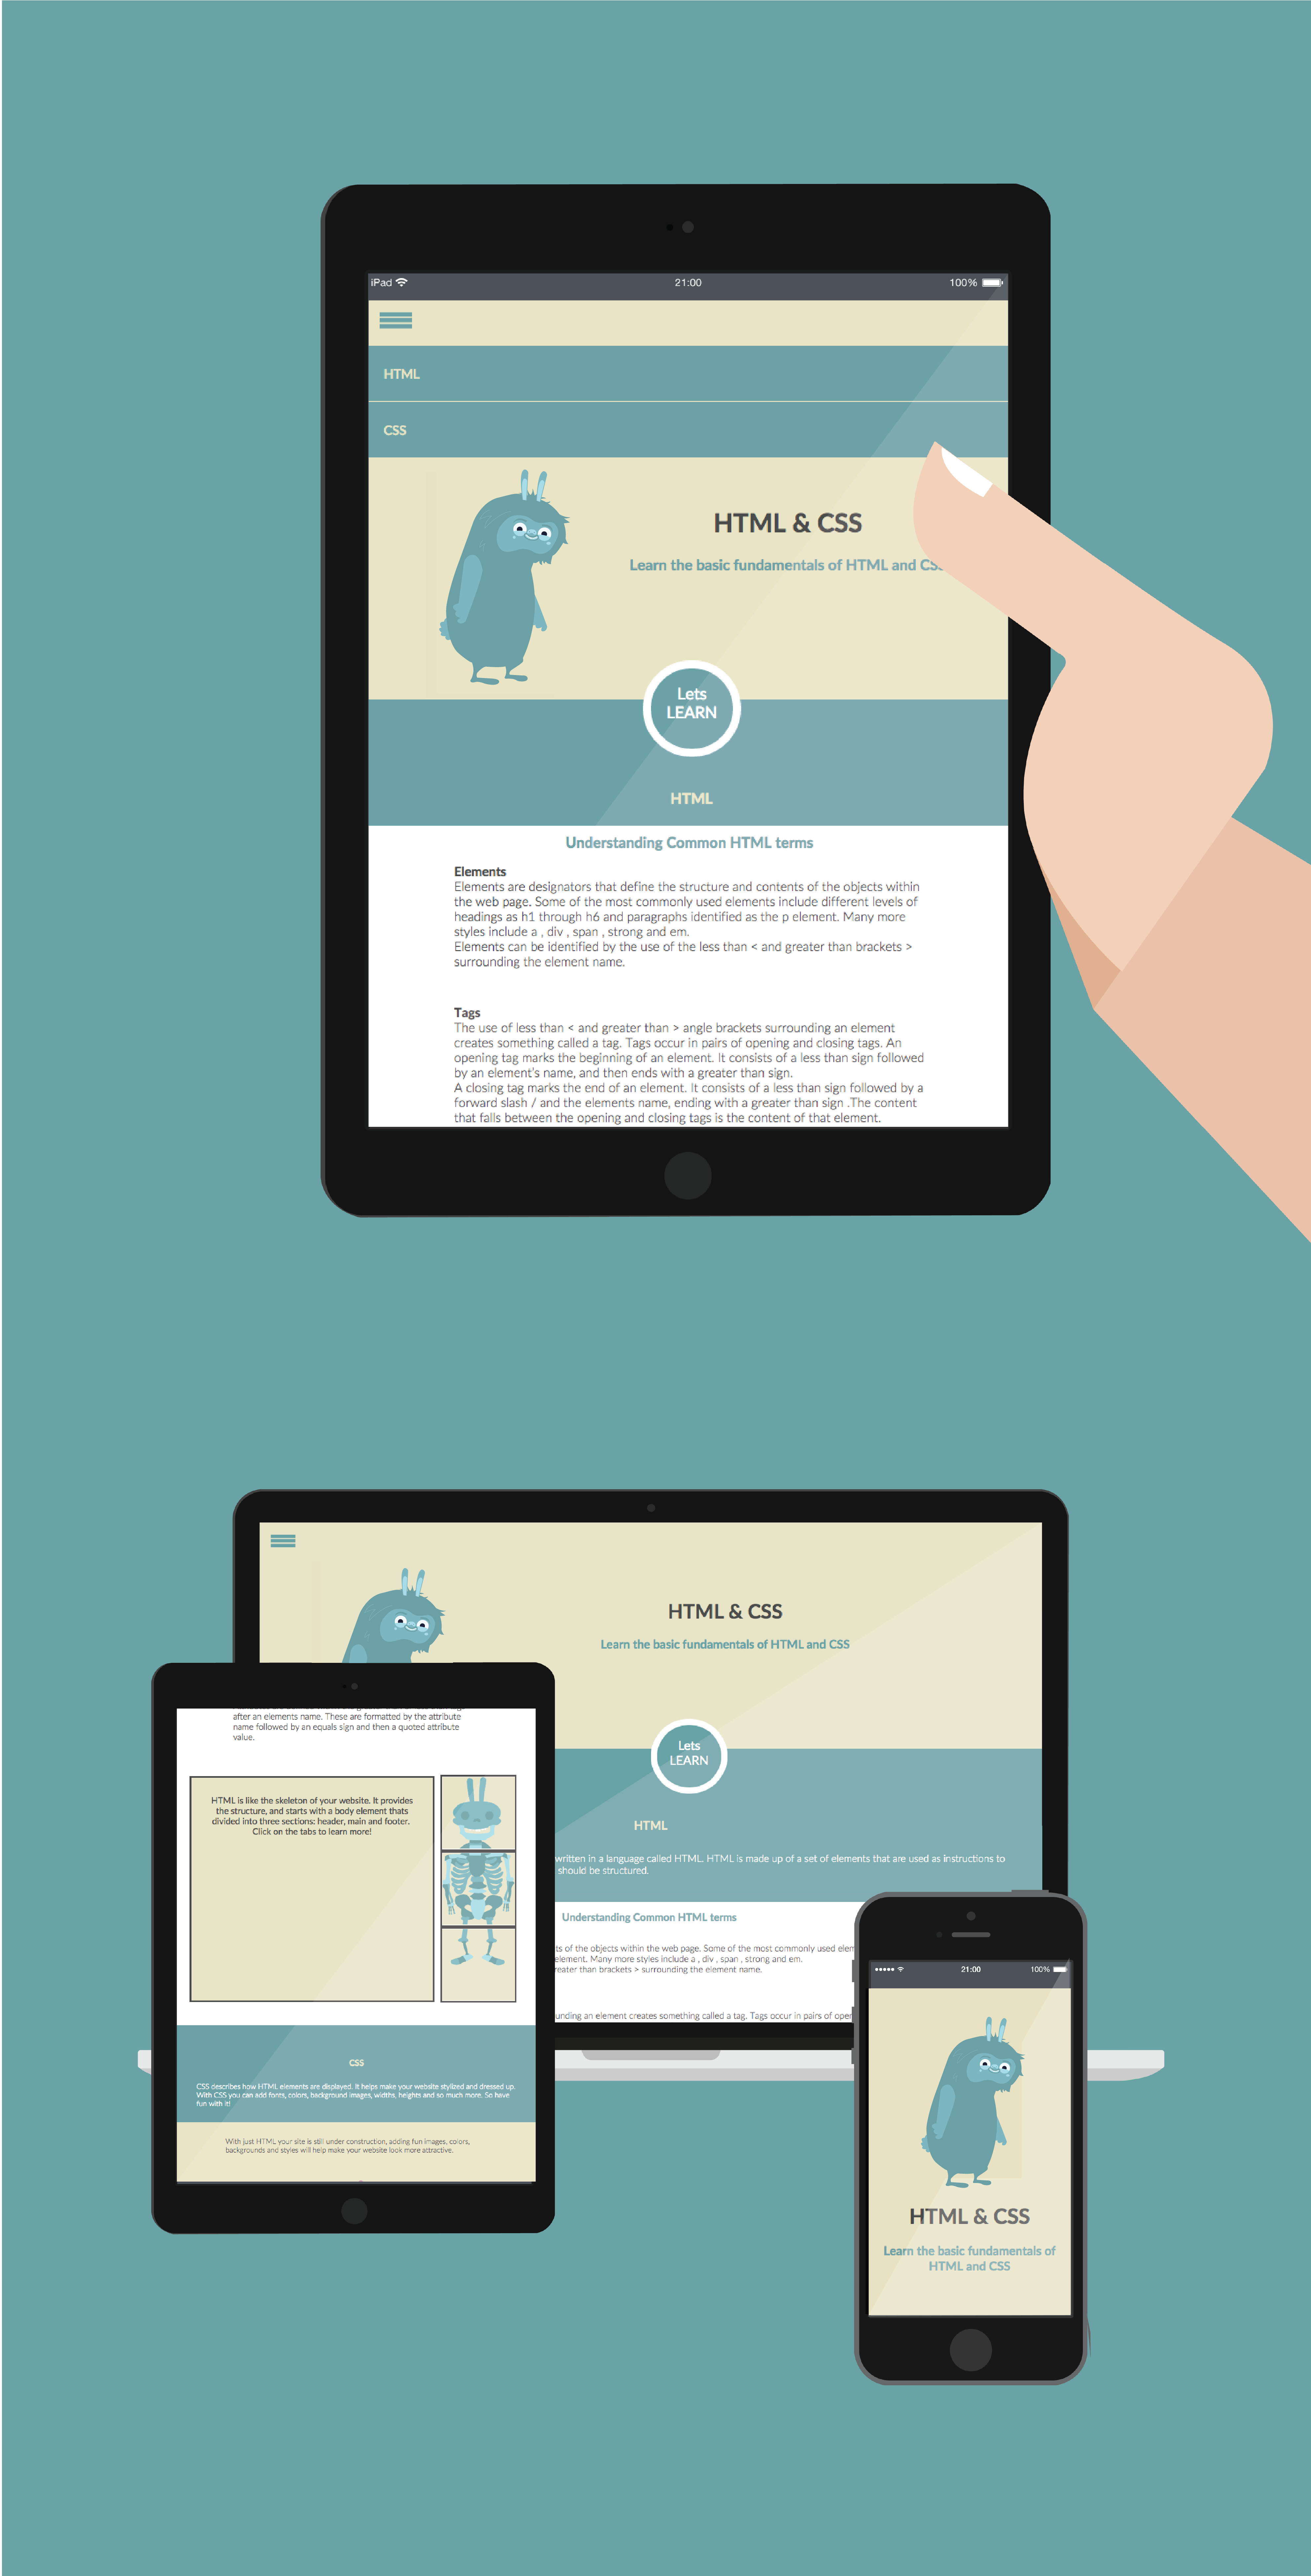 iPad 21:00 100%
HTML
CSS
HTML & CSS
Learn the basic fundamentals of HTML and CS
Lets
LEARN
HTML
Understanding Common HTML terms
Elements
Elements are designators that define the structure and contents of the objects within
the web page. Some of the most commonly used elements include different levels of
headings as h1 through h6 and paragraphs identified as the p element. Many more
styles include a , div , span , strong and em.
Elements can be identified by the use of the less than < and greater than brackets >
surrounding the element name.
Tags
The use of less than < and greater than > angle brackets surrounding an element
creates something called a tag. Tags occur in pairs of opening and closing tags. An
opening tag marks the beginning of an element. It consists of a less than sign followed
by an element's name, and then ends with a greater than sign.
A closing tag marks the end of an element. It consists of a less than sign followed by a
forward slash / and the elements name, ending with a greater than sign .The content
that falls between the opening and closing tags is the content of that element.
HTML & CSS
Learn the basic fundamentals of HTML and CSS
Lets
LEARN
HTML
written in a language called HTML. HTML is made up of a set of elements that are used as instructions to
should be structured.
Understanding Common HTML terms
ts of the objects within the web page. Some of the most commonly used elem
element. Many more styles include a , div , span , strong and em.
reater than brackets > surrounding the element name.
unding an element creates something called a tag. Tags occur in pairs of oper
after an elements name. These are formatted by the attribute
name followed by an equals sign and then a quoted attribute
value.
HTML is like the skeleton of your website. It provides
the structure, and starts with a body element thats
divided into three sections: header, main and footer.
Click on the tabs to learn more!
CSS
CSS describes how HTML elements are displayed. It helps make your website stylized and dressed up.
With CSS you can add fonts, colors, background images, widths, heights and so much more. So have
fun with it!
With just HTML your site is still under construction, adding fun images, colors,
backgrounds and styles will help make your website look more attractive.
21:00 100%
HTML & CSS
Learn the basic fundamentals of
HTML and CSS